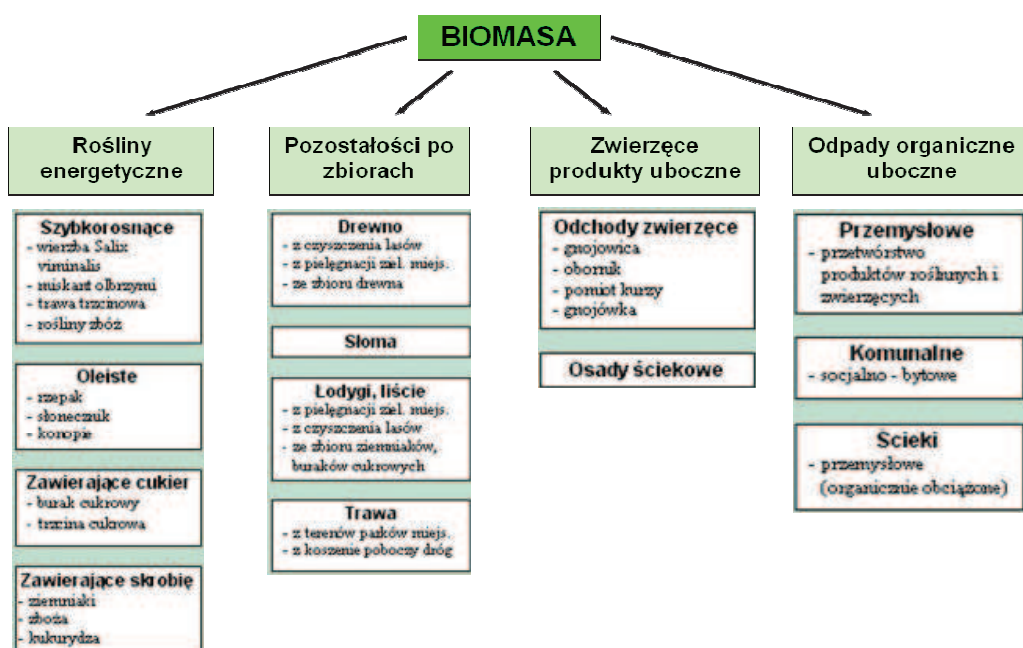 BIOMASA
Rośliny
energetyczne
Szybkorosnące
- wierzba Salix
viminalis
- miskant olbrzymi
- trawa trzcinowa
- rośliny zbóż
Oleiste
- rzepak
- słonecznik
- konopie
Zawierające cukier
- burak cukrowy
- trzcina cukrowa
Zawierające skrobię
- ziemniaki
- zboża
- kukurydza
Pozostałości po
zbiorach
Drewno
- z czyszczenia lasów
- z pielęgnacji ziel. miejs.
- ze zbioru drewna
Słoma
Łodygi, liście
- z pielęgnacji ziel. miejs.
- z czyszczenia lasów
- ze zbioru ziemniaków,
buraków cukrowych
Trawa
- z terenów parków miejs.
- z koszenie poboczy dróg
Zwierzęce
produkty uboczne
Odchody zwierzęce
- gnojowica
- obornik
- pomiot kurzy
- gnojówka
Osady ściekowe
Odpady organiczne
uboczne
Przemysłowe
- przetwórstwo
produktów roślinnych i
zwierzęcych
Komunalne
- socjalno - bytowe
Scieki
- przemysłowe
(organicznie obciążone)